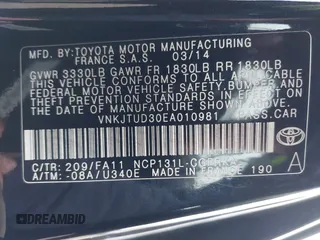 MFD. BY:TOYOTA MOTOR MANUFACTURING
FRANCE S.A.S. 03/14
GVWR 3330LB GAWR FR 1830LB RR 1830LB
THIS VEHICLE CONFORMS TO ALL APPLICABLE
FEDERAL MOTOR VEHICLE SAFETY,
BUMPER, AND THEFT PREVENTION STANDARDS
IN EFFECT ON THE DATE OF
MANUFACTURE SHOWN ABOVE.
VNKJTUD30EA010981 PASS.CAR
C/TR: 209/FA11 NCP131L-
A/TM: -08A/U340E
MADE IN FRANCE 190 A
TOYOTA
DREAMBID